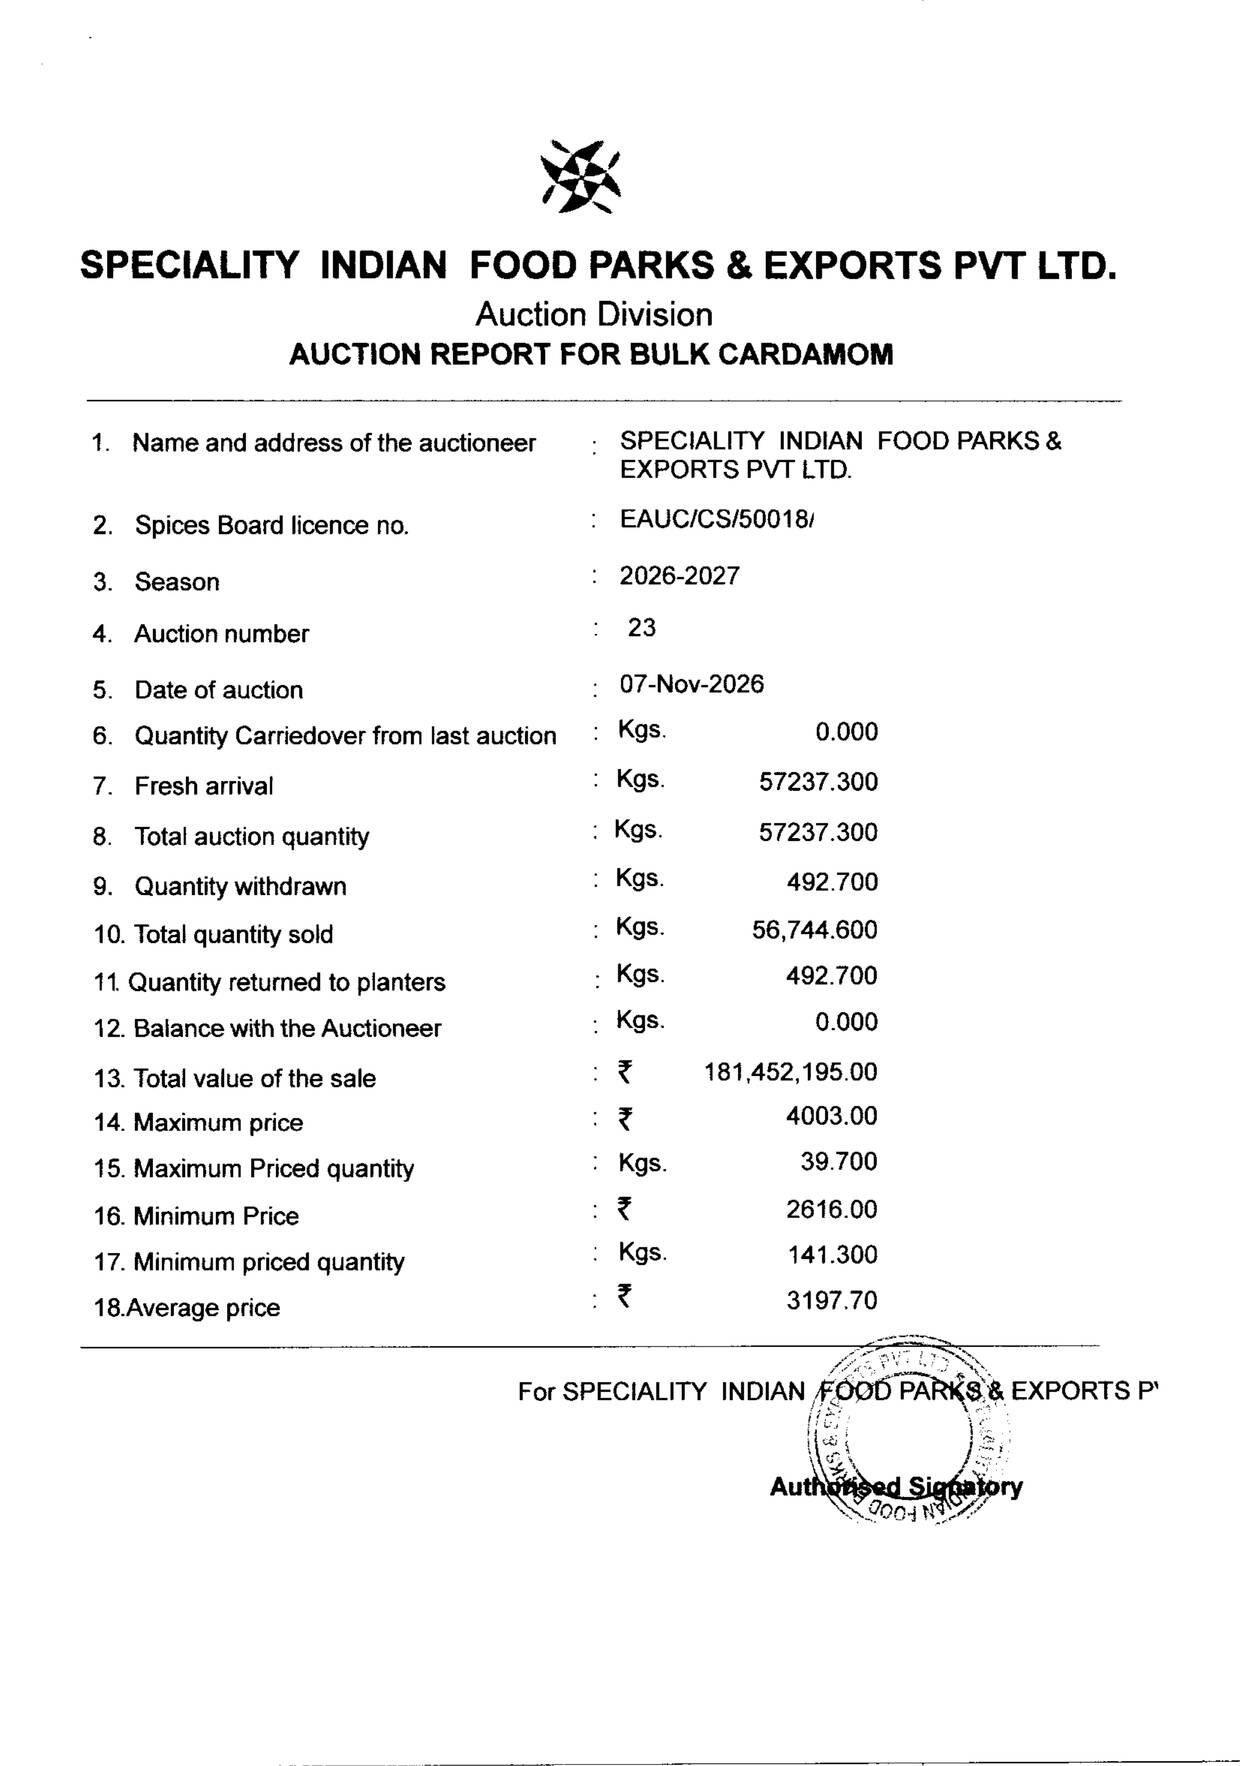 SPECIALITY INDIAN FOOD PARKS & EXPORTS PVT LTD.
Auction Division
AUCTION REPORT FOR BULK CARDAMOM
1. Name and address of the auctioneer : SPECIALITY INDIAN FOOD PARKS &
EXPORTS PVT LTD.
2. Spices Board licence no. : EAUC/CS/50018/
3. Season : 2026-2027
4. Auction number : 23
5. Date of auction : 07-Nov-2026
6. Quantity Carriedover from last auction : Kgs. 0.000
7. Fresh arrival : Kgs. 57237.300
8. Total auction quantity : Kgs. 57237.300
9. Quantity withdrawn : Kgs. 492.700
10. Total quantity sold : Kgs. 56,744.600
11. Quantity returned to planters : Kgs. 492.700
12. Balance with the Auctioneer : Kgs. 0.000
13. Total value of the sale : ₹ 181,452,195.00
14. Maximum price : ₹ 4003.00
15. Maximum Priced quantity : Kgs. 39.700
16. Minimum Price : ₹ 2616.00
17. Minimum priced quantity : Kgs. 141.300
18.Average price : ₹ 3197.70
For SPECIALITY INDIAN FOOD PARKS & EXPORTS P
Authorised Signatory